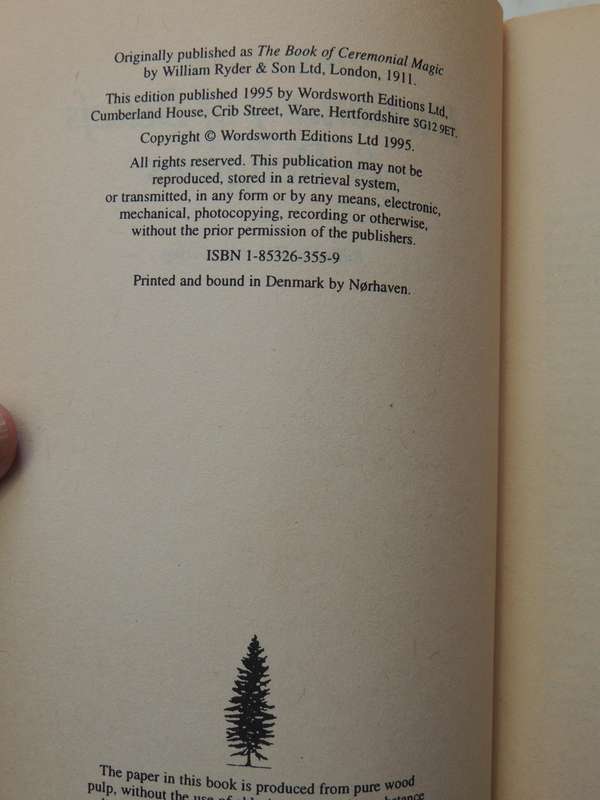 Originally published as The Book of Ceremonial Magic
by William Ryder & Son Ltd, London, 1911.
This edition published 1995 by Wordsworth Editions Ltd,
Cumberland House, Crib Street, Ware, Hertfordshire SG12 9ET.
Copyright © Wordsworth Editions Ltd 1995.
All rights reserved. This publication may not be
reproduced, stored in a retrieval system,
or transmitted, in any form or by any means, electronic,
mechanical, photocopying, recording or otherwise,
without the prior permission of the publishers.
ISBN 1-85326-355-9
Printed and bound in Denmark by Nørhaven.
The paper in this book is produced from pure wood
pulp, without the use of